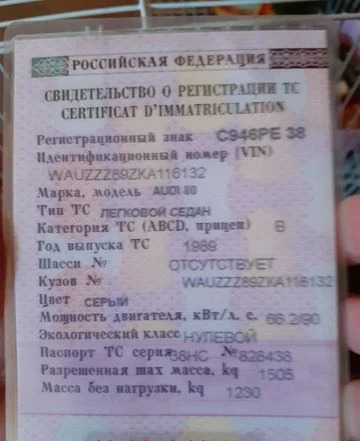 РОССИЙСКАЯ ФЕДЕРАЦИЯ
СВИДЕТЕЛЬСТВО О РЕГИСТРАЦИИ ТС
CERTIFICAT D'IMMATRICULATION
Регистрационный знак С946РЕ 38
Идентификационный номер (VIN)
WAUZZZ89ZKA116132
Марка, модель AUDI 80
Тип ТС ЛЕГКОВОЙ СЕДАН
Категория ТС (ABCD, прицеп) B
Год выпуска ТС 1989
Шасси № ОТСУТСТВУЕТ
Кузов № WAUZZZ89ZKA116132
Цвет СЕРЫЙ
Мощность двигателя, кВт/л. с. 66.2/90
Экологический класс НУЛЕВОЙ
Паспорт ТС серия 38НС № 828438
Разрешенная max масса, kg 1505
Масса без нагрузки, kg 1230